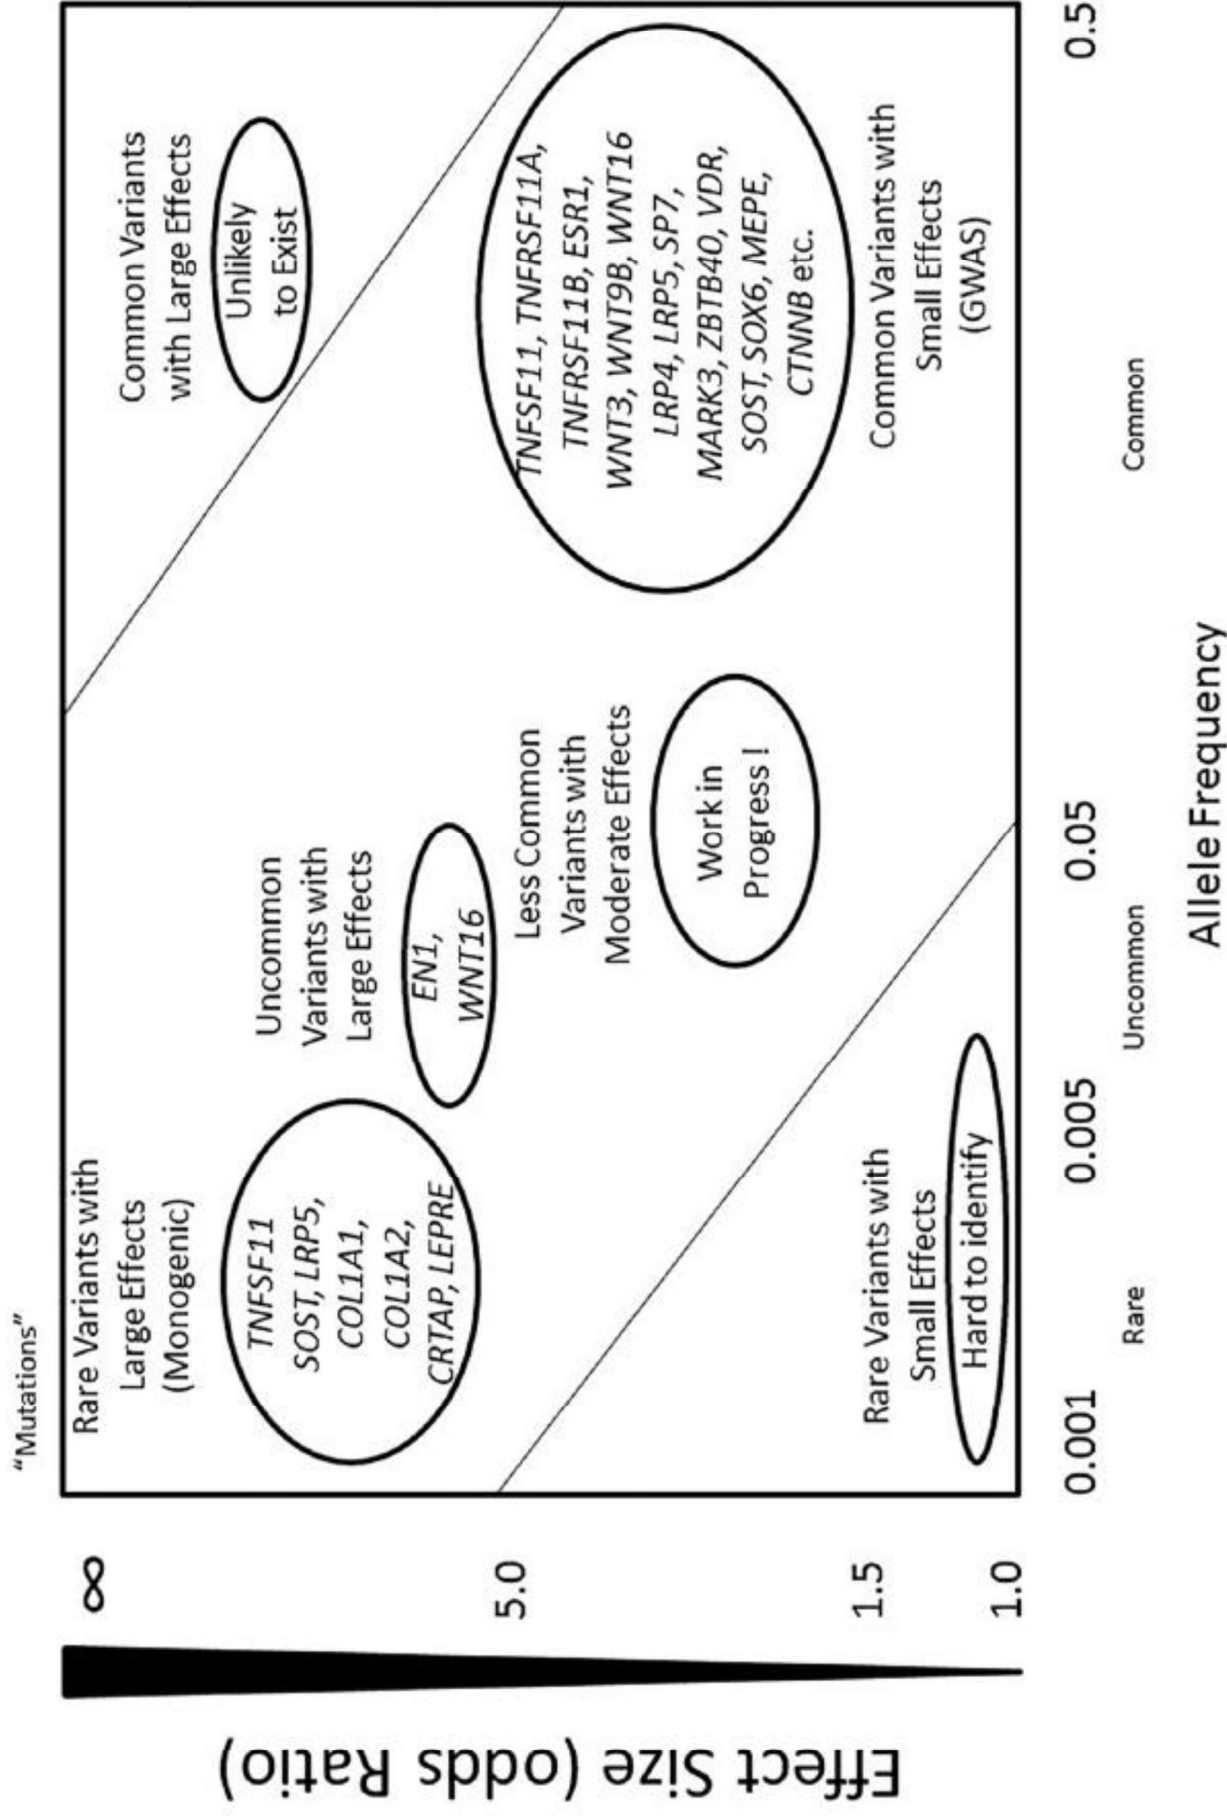 “Mutations”
Rare Variants with
Large Effects
(Monogenic)
TNFSF11
SOST, LRP5,
COL1A1,
COL1A2,
CRTAP, LEPRE
Uncommon
Variants with
Large Effects
EN1,
WNT16
Less Common
Variants with
Moderate Effects
Work in
Progress !
Common Variants
with Large Effects
Unlikely
to Exist
TNFSF11, TNFRSF11A,
TNFRSF11B, ESR1,
WNT3, WNT9B, WNT16
LRP4, LRP5, SP7,
MARK3, ZBTB40, VDR,
SOST, SOX6, MEPE,
CTNNB etc.
Common Variants with
Small Effects
(GWAS)
Rare Variants with
Small Effects
Hard to identify
Effect Size (odds Ratio)
∞
5.0
1.5
1.0
0.001
0.005
0.05
0.5
Rare
Uncommon
Common
Allele Frequency